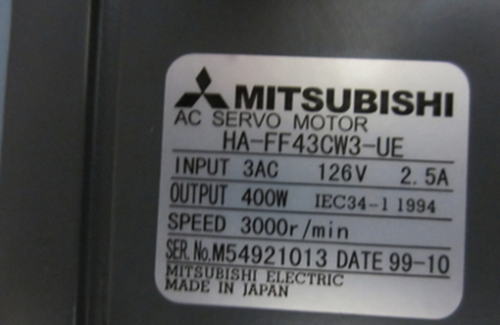 MITSUBISHI
AC SERVO MOTOR
HA-FF43CW3-UE
INPUT 3AC 126V 2.5A
OUTPUT 400W IEC34-1 1994
SPEED 3000r/min
SER.No.M54921013 DATE 99-10
MITSUBISHI ELECTRIC
MADE IN JAPAN